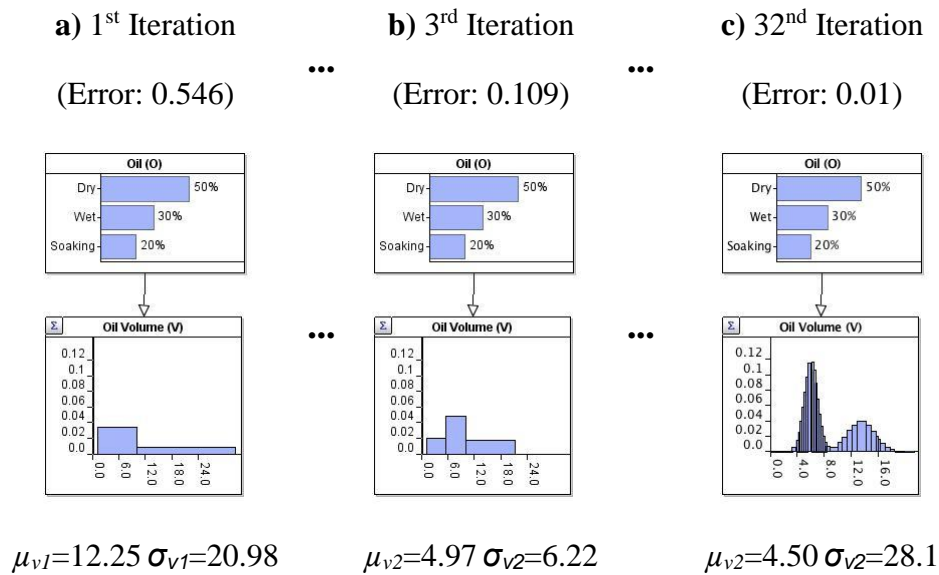 a) 1st Iteration
b) 3rd Iteration
c) 32nd Iteration
... ...
(Error: 0.546)
(Error: 0.109)
(Error: 0.01)
Oil (O)
Dry 50%
Wet 30%
Soaking 20%
Oil (O)
Dry 50%
Wet 30%
Soaking 20%
Oil (O)
Dry 50%
Wet 30%
Soaking 20%
... ...
Σ Oil Volume (V)
0.12
0.1
0.08
0.06
0.04
0.02
0.0
0.0 6.0 12.0 18.0 24.0
Σ Oil Volume (V)
0.12
0.1
0.08
0.06
0.04
0.02
0.0
0.0 6.0 12.0 18.0 24.0
Σ Oil Volume (V)
0.12
0.1
0.08
0.06
0.04
0.02
0.0
0.0 4.0 8.0 12.0 16.0
μv1=12.25 σv1=20.98
μv2=4.97 σv2=6.22
μv2=4.50 σv2=28.1